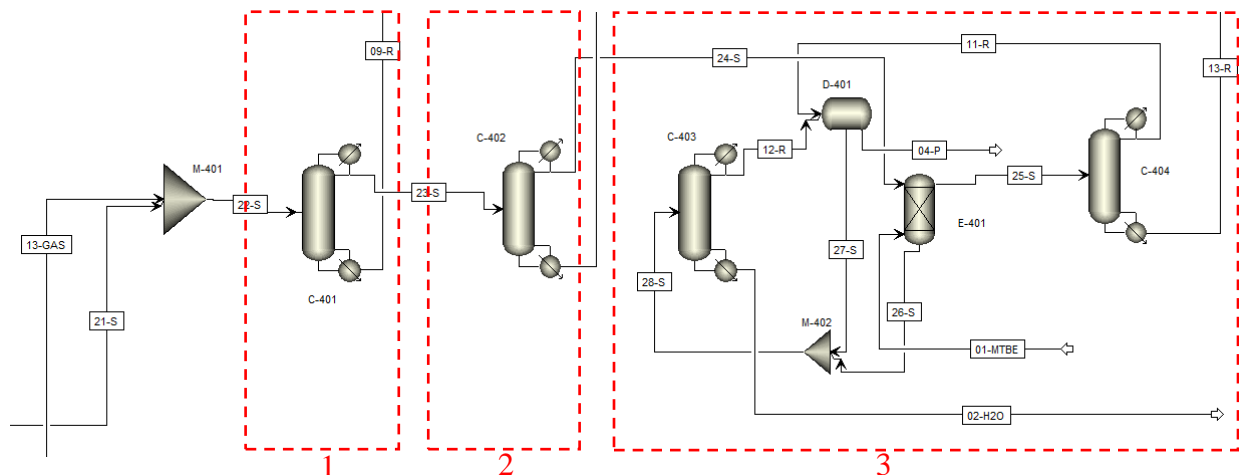 09-R
M-401
22-S
13-GAS
21-S
C-401
23-S
C-402
24-S
11-R
13-R
D-401
C-403
12-R
04-P
25-S
C-404
E-401
27-S
28-S
26-S
M-402
01-MTBE
02-H2O
1
2
3